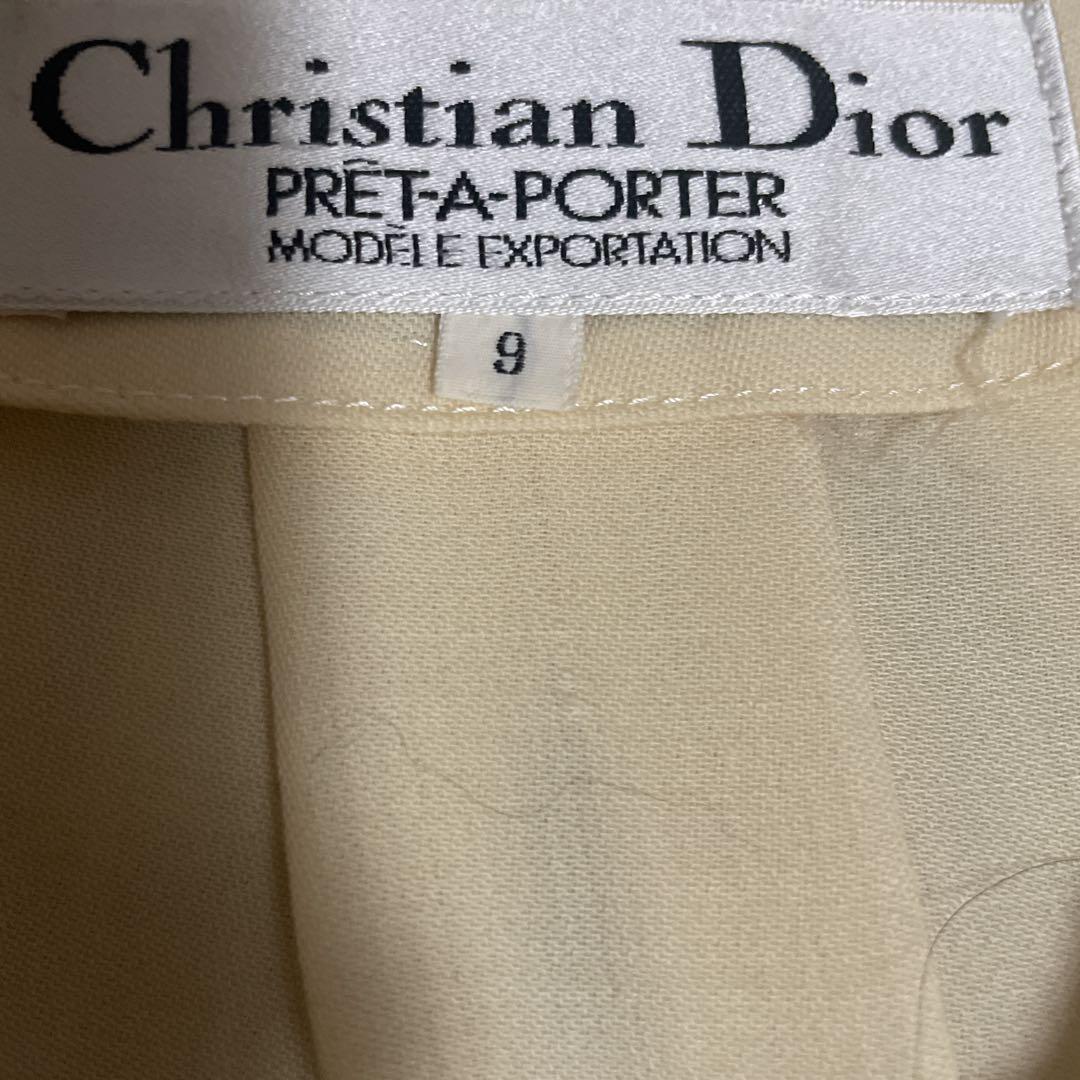 Christian Dior
PRÊT-À-PORTER
MODÈLE EXPORTATION
9